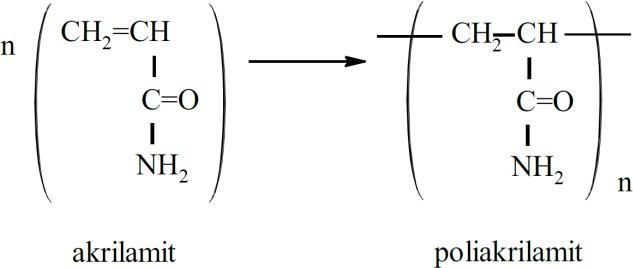 n CH₂=CH CH₂–CH
C=O C=O
NH₂ NH₂ n
akrilamit poliakrilamit